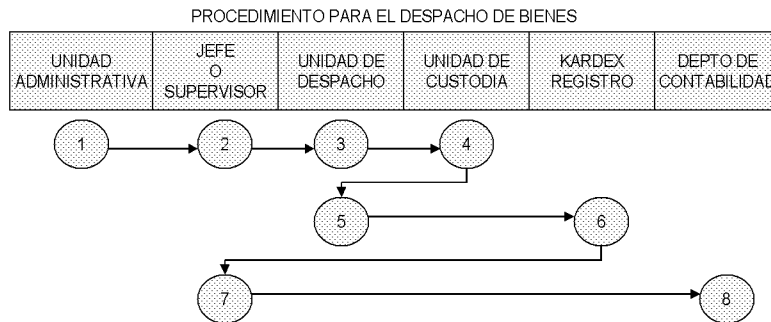 PROCEDIMIENTO PARA EL DESPACHO DE BIENES
UNIDAD
ADMINISTRATIVA
JEFE
O
SUPERVISOR
UNIDAD DE
DESPACHO
UNIDAD DE
CUSTODIA
KARDEX
REGISTRO
DEPTO DE
CONTABILIDAD
1
2
3
4
5
6
7
8